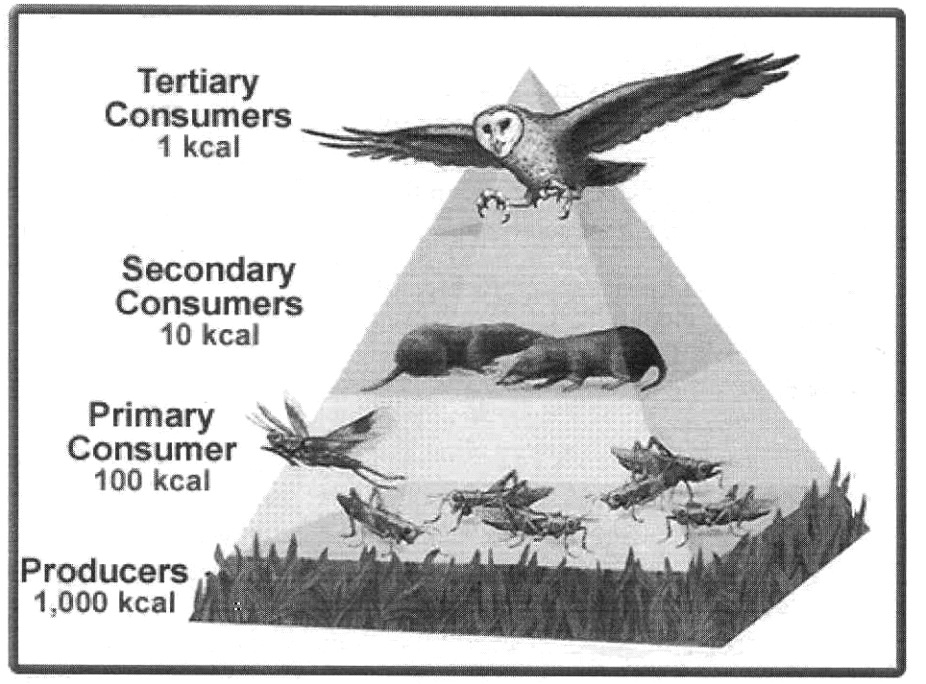 Tertiary
Consumers
1 kcal
Secondary
Consumers
10 kcal
Primary
Consumer
100 kcal
Producers
1,000 kcal